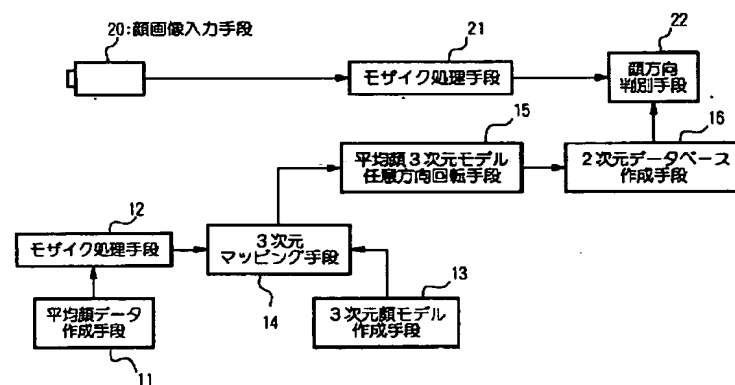 20:顔画像入力手段
21
モザイク処理手段
22
顔方向
判別手段
15
平均顔3次元モデル
任意方向回転手段
16
2次元データベース
作成手段
12
モザイク処理手段
3次元
マッピング手段
14
13
3次元顔モデル
作成手段
平均顔データ
作成手段
11